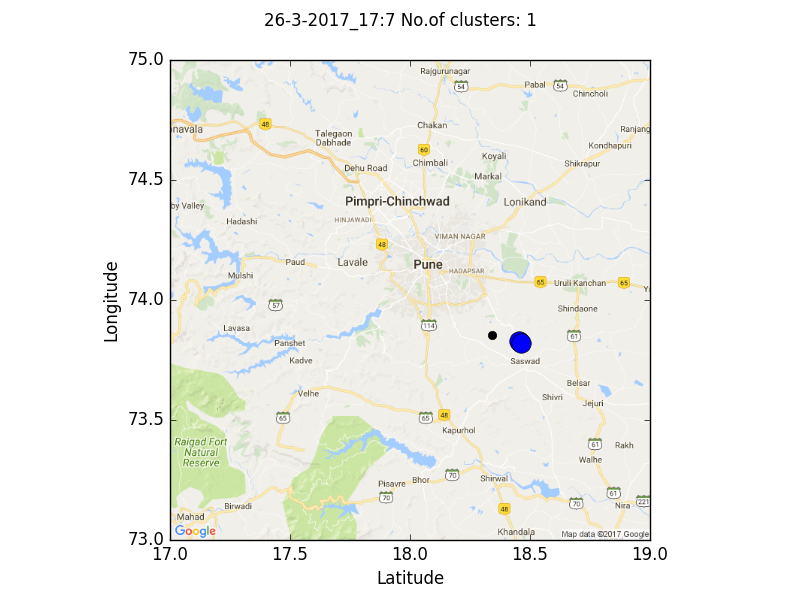 26-3-2017_17:7 No.of clusters: 1
75.0
74.5
74.0
73.5
73.0
17.0 17.5 18.0 18.5 19.0
Longitude
Latitude
Rajgurunagar
54
Pabal
54
Chincholi
48
anavala
Talegaon
Dabhade
Chakan
Ranjang
60
Chimbali
Koyali
Kondhapuri
Dehu Road
Markal
Shikrapur
by Valley
Pimpri-Chinchwad
Lonikand
Hadashi
HINJAWADI
48
VIMAN NAGAR
Paud
Lavale
Pune
HADAPSAR
Mulshi
65
Uruli Kanchan
65
57
Shindaone
Lavasa
114
61
Panshet
Kadve
Saswad
Velhe
Belsar
Shivri
Jejuri
65
65
48
Kapurhol
Raigad Fort
Natural
Reserve
61
Rakh
Walhe
Pisavre
Bhor
70
Shirwal
70
61
70
221
Birwadi
Nira
Mahad
48
Google
Khandala
Map data ©2017 Google